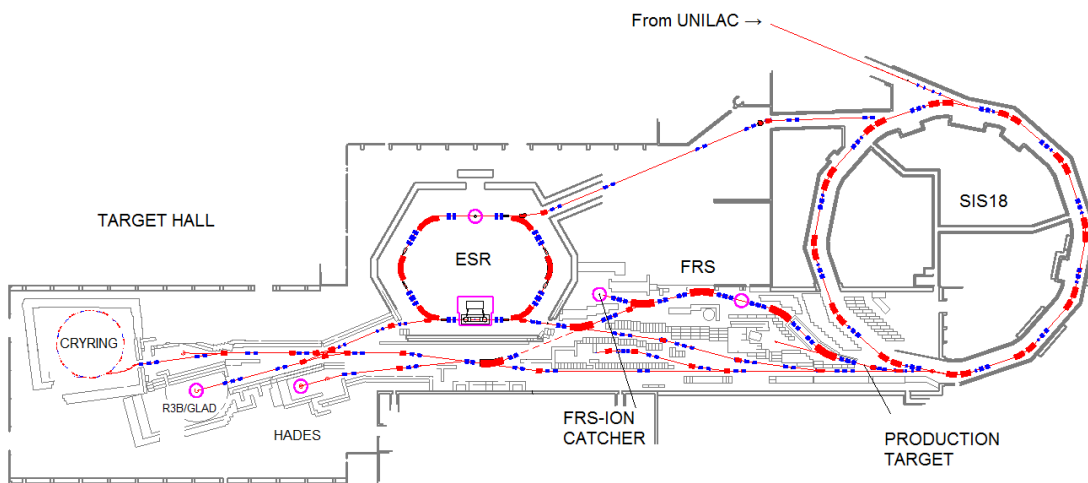 From UNILAC →
TARGET HALL
SIS18
ESR
FRS
CRYRING
R3B/GLAD
HADES
FRS-ION
CATCHER
PRODUCTION
TARGET